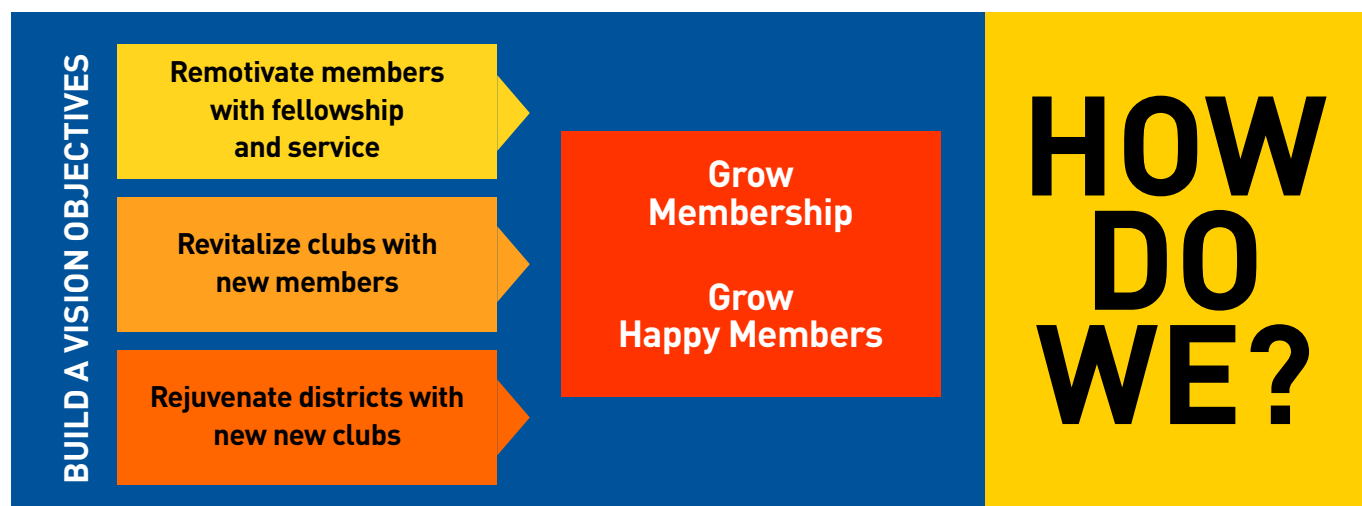 BUILD A VISION OBJECTIVES
Remotivate members
with fellowship
and service
Revitalize clubs with
new members
Rejuvenate districts with
new new clubs
Grow
Membership
Grow
Happy Members
HOW
DO
WE?